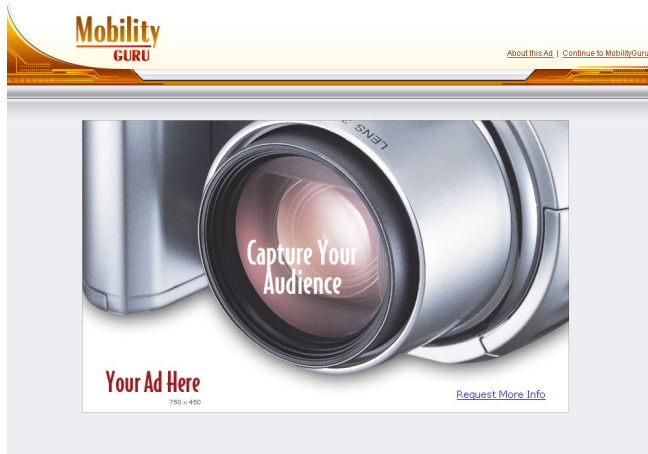 Mobility
GURU
About this Ad | Continue to MobilityGuru
LENS
Capture Your
Audience
Your Ad Here
750 x 450
Request More Info